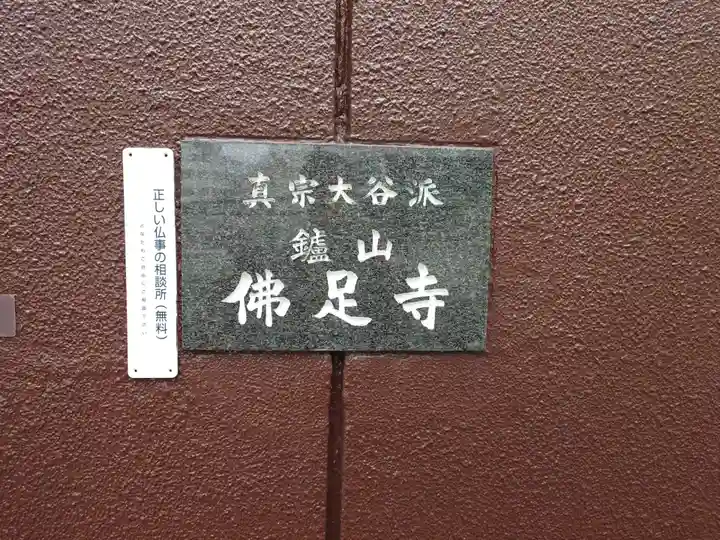 真宗大谷派
鑪山
佛足寺
正しい仏事の相談所(無料)